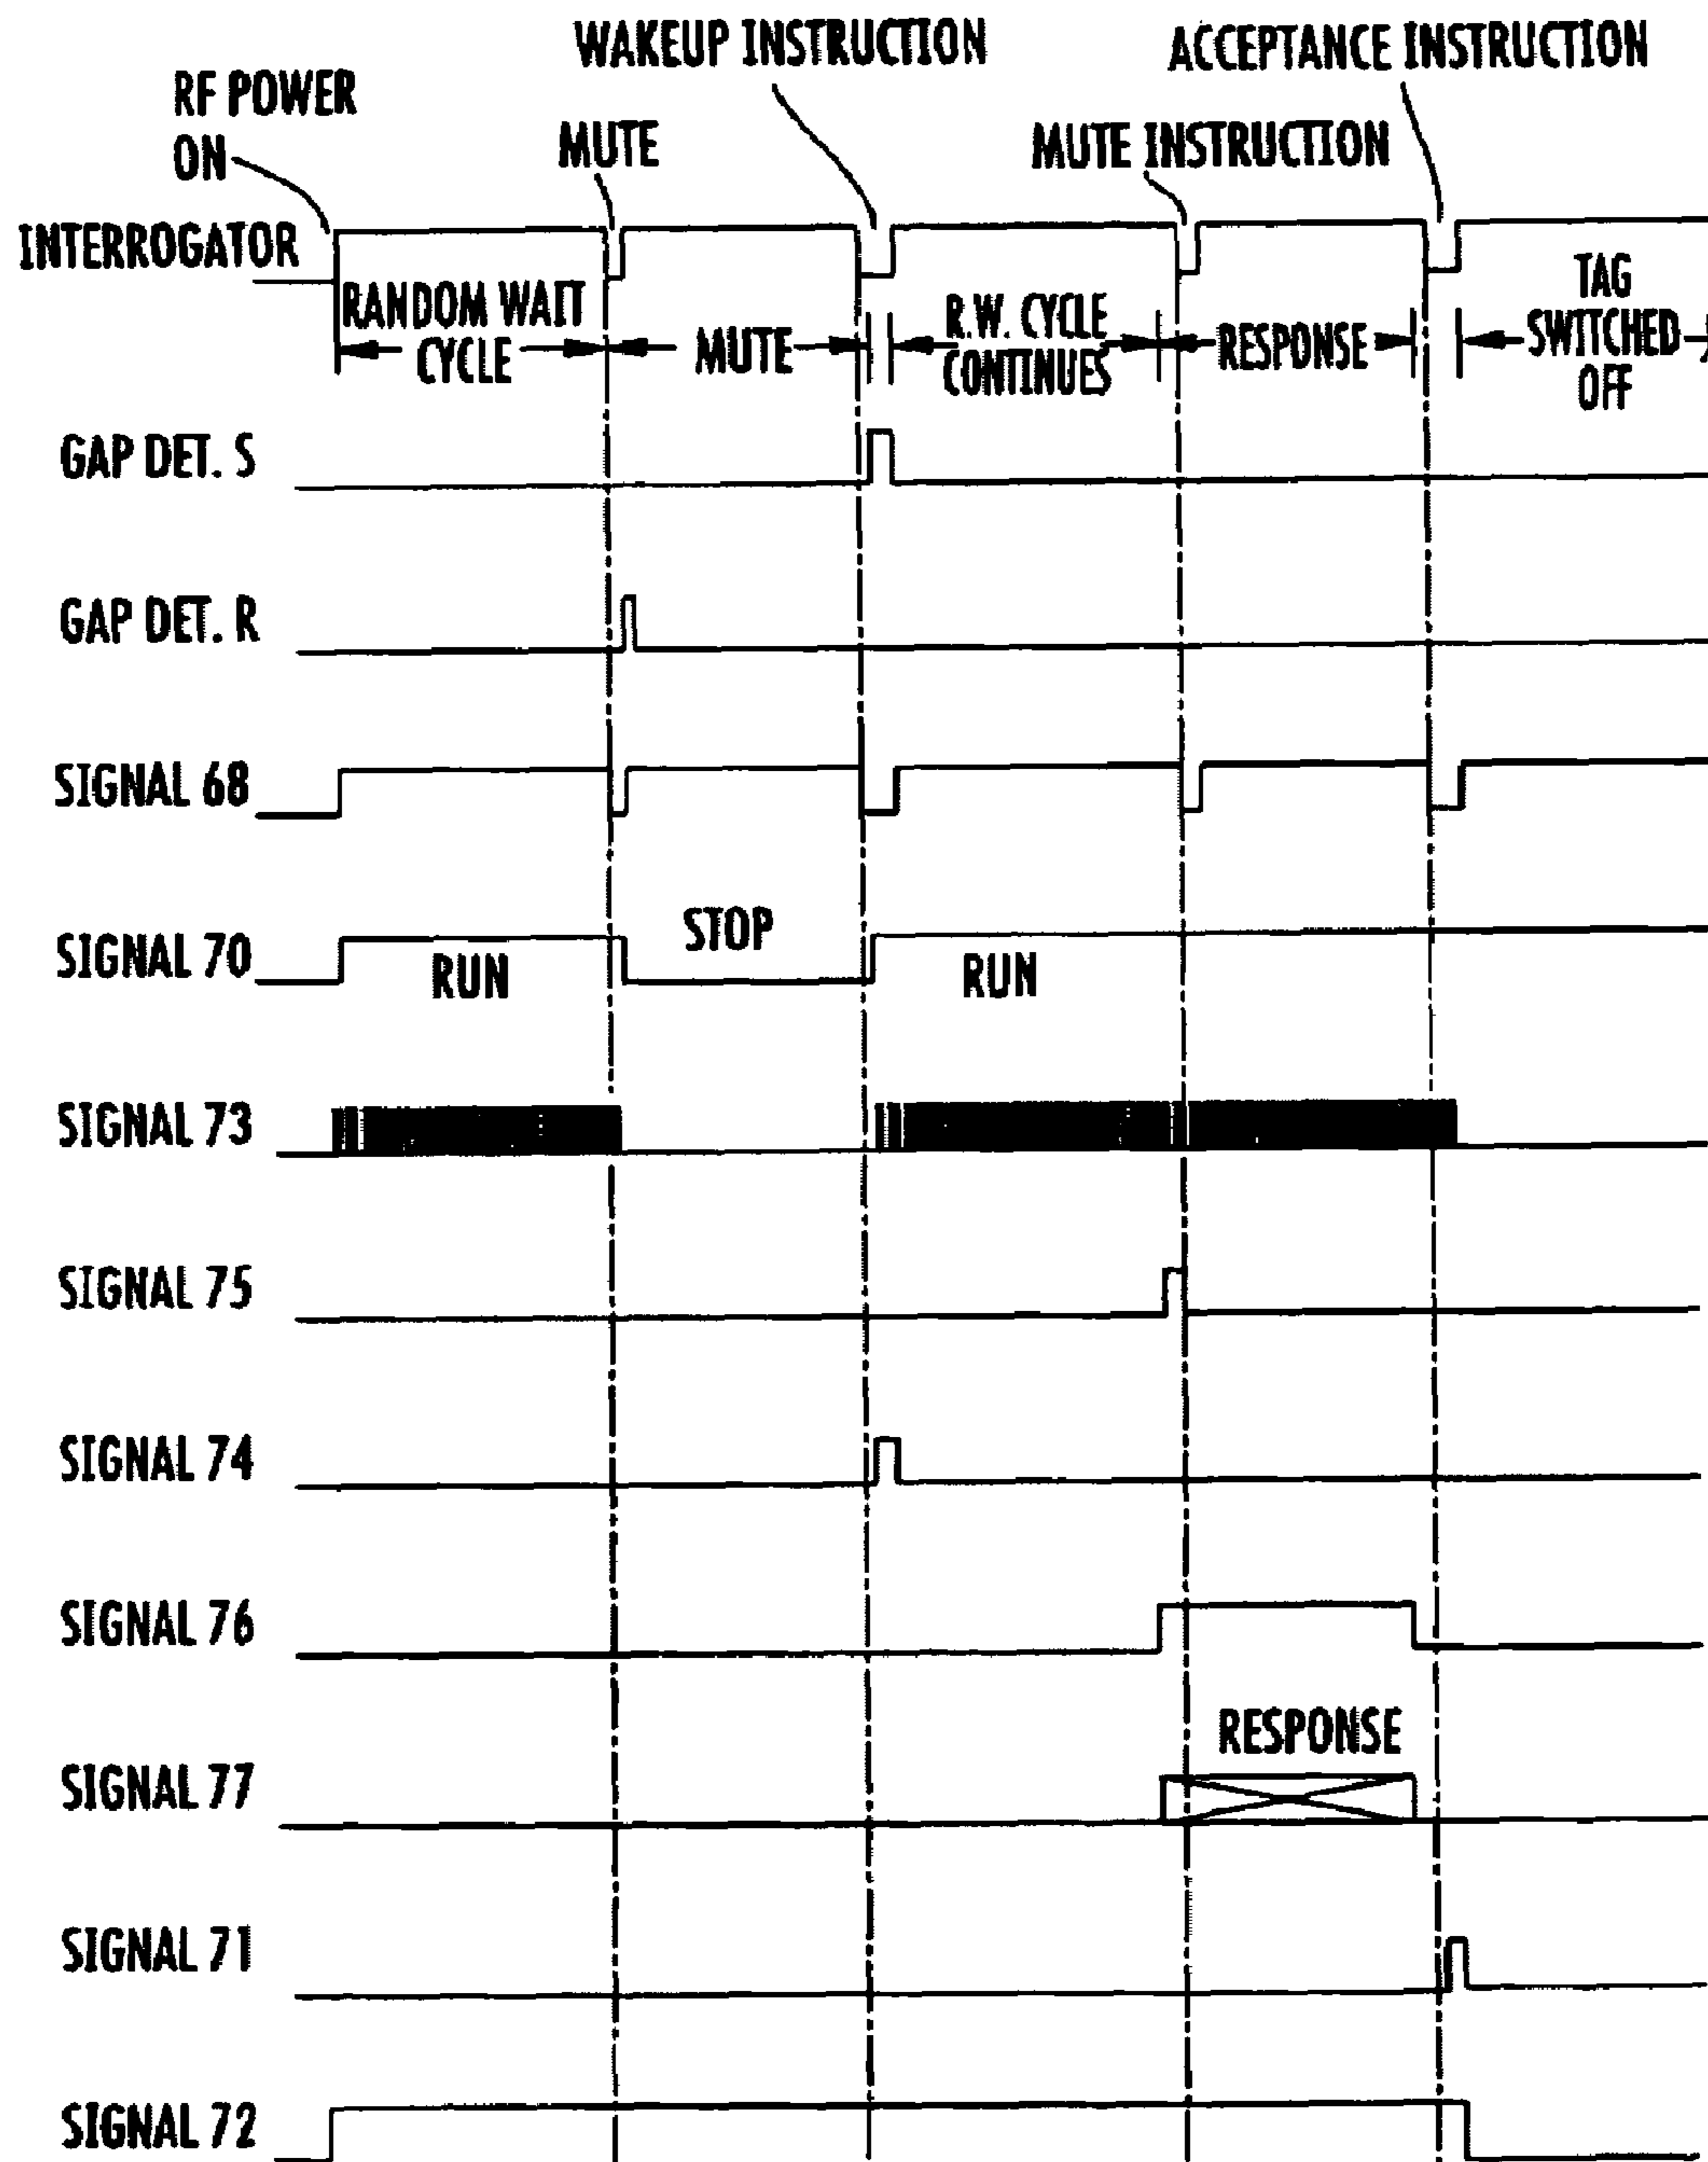 WAKEUP INSTRUCTION
ACCEPTANCE INSTRUCTION
RF POWER
ON
MUTE
MUTE INSTRUCTION
INTERROGATOR
RANDOM WAIT
CYCLE
MUTE
R.W. CYCLE
CONTINUES
RESPONSE
TAG
SWITCHED
OFF
GAP DET. S
GAP DET. R
SIGNAL 68
SIGNAL 70
RUN
STOP
RUN
SIGNAL 73
SIGNAL 75
SIGNAL 74
SIGNAL 76
RESPONSE
SIGNAL 77
SIGNAL 71
SIGNAL 72